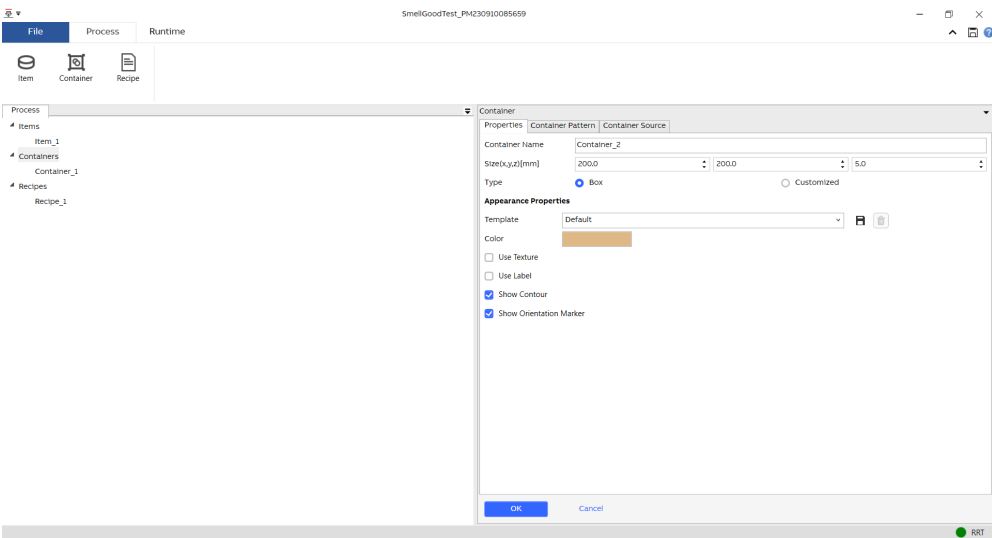 SmellGoodTest_PM230910085659
File Process Runtime
Item Container Recipe
Process
Items
Item_1
Containers
Container_1
Recipes
Recipe_1
Container
Properties Container Pattern Container Source
Container Name Container_2
Size(x,y,z)[mm] 200.0 200.0 5.0
Type Box Customized
Appearance Properties
Template Default
Color
Use Texture
Use Label
Show Contour
Show Orientation Marker
OK Cancel
RRT